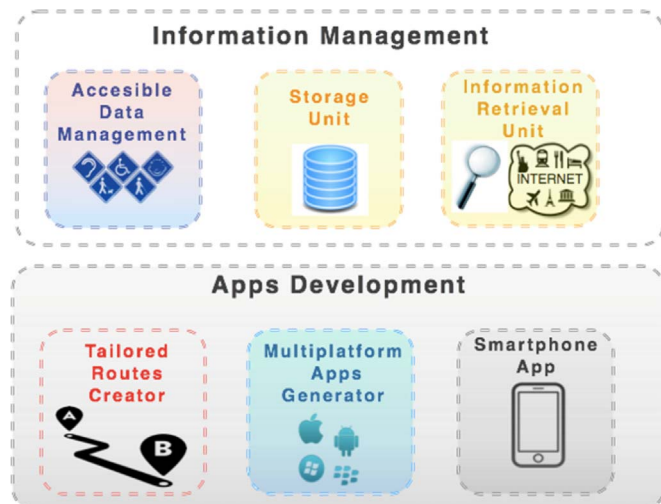 Information Management
Accesible
Data
Management
Storage
Unit
Information
Retrieval
Unit
INTERNET
Apps Development
Tailored
Routes
Creator
A
B
Multiplatform
Apps
Generator
Smartphone
App